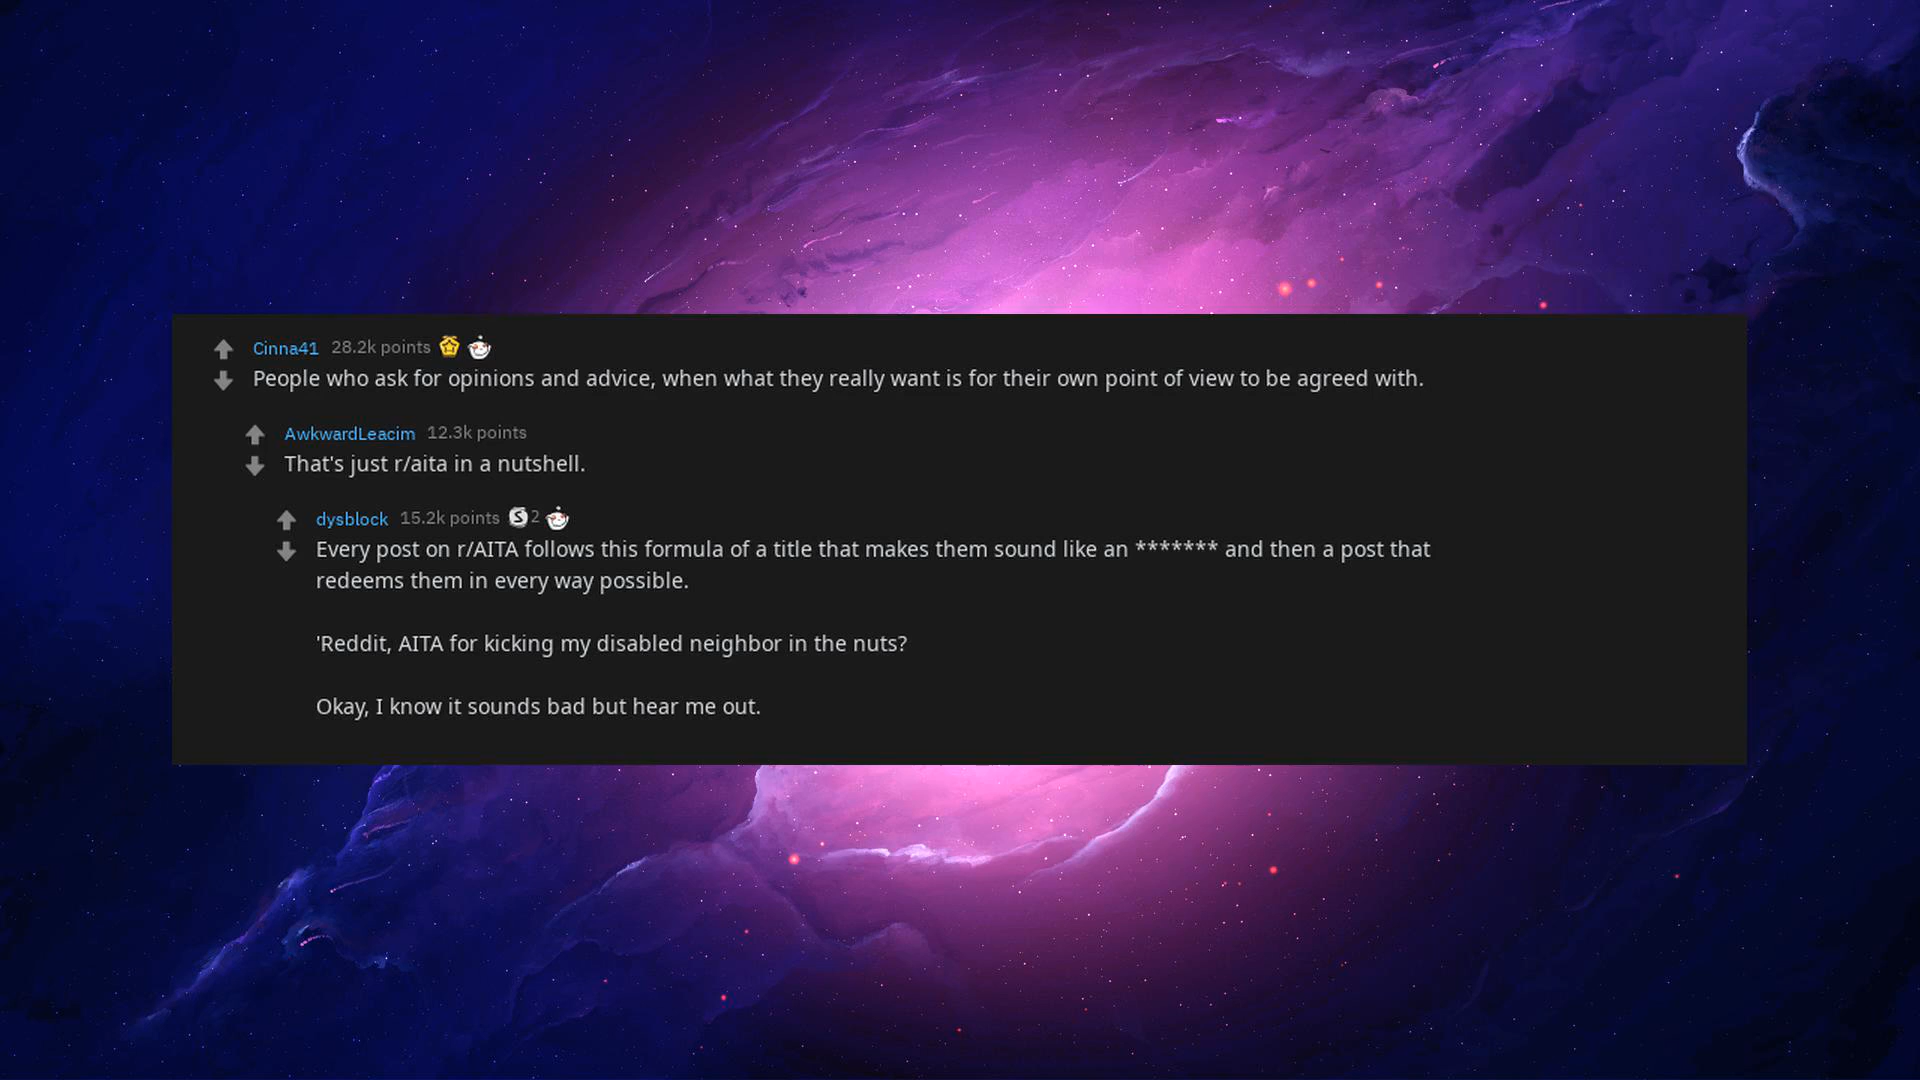 Cinna41 28.2k points
People who ask for opinions and advice, when what they really want is for their own point of view to be agreed with.
AwkwardLeacim 12.3k points
That's just r/aita in a nutshell.
dysblock 15.2k points S 2
Every post on r/AITA follows this formula of a title that makes them sound like an ******* and then a post that
redeems them in every way possible.
'Reddit, AITA for kicking my disabled neighbor in the nuts?
Okay, I know it sounds bad but hear me out.